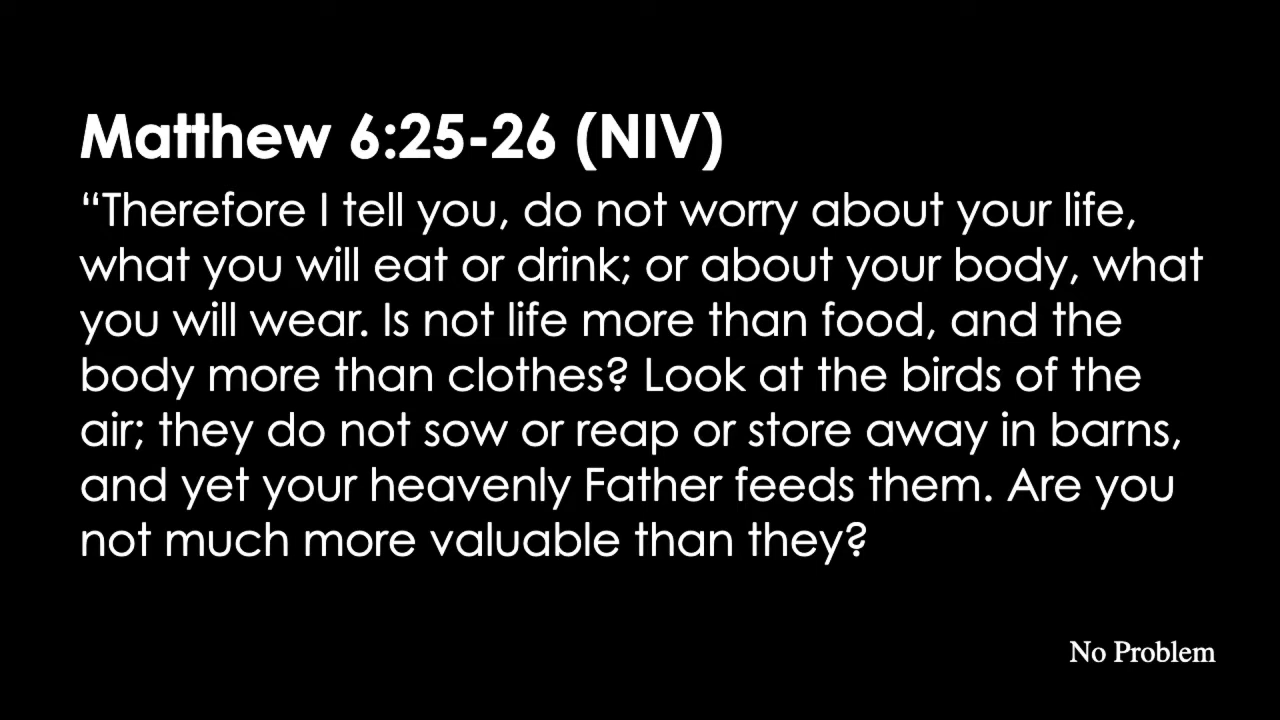 Matthew 6:25-26 (NIV)
“Therefore I tell you, do not worry about your life,
what you will eat or drink; or about your body, what
you will wear. Is not life more than food, and the
body more than clothes? Look at the birds of the
air; they do not sow or reap or store away in barns,
and yet your heavenly Father feeds them. Are you
not much more valuable than they?
No Problem